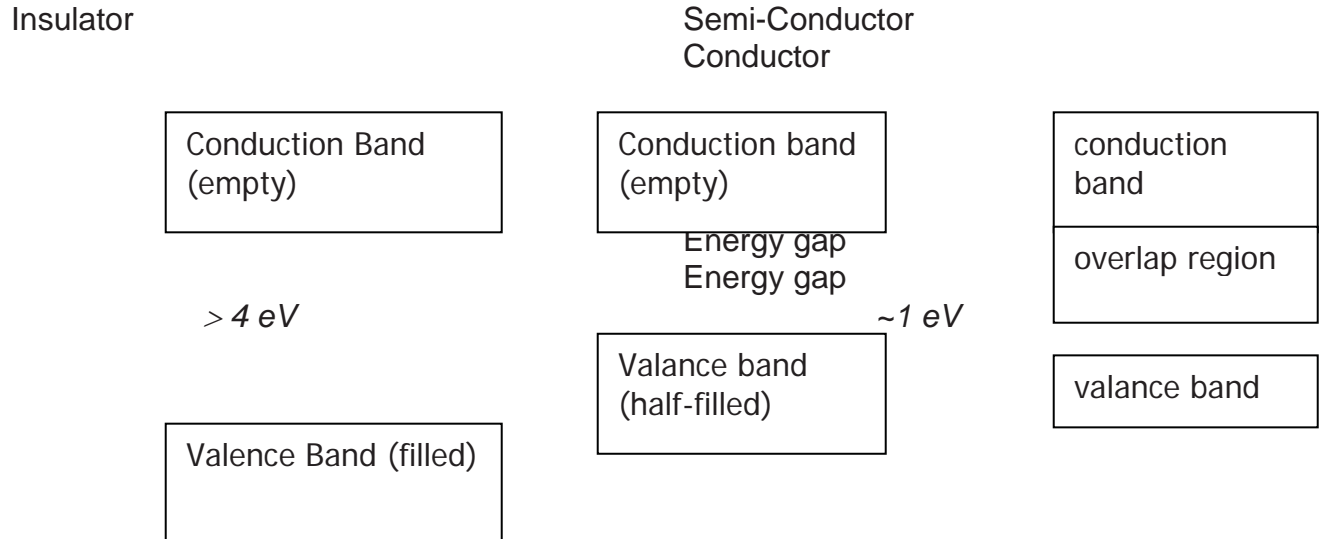 Insulator
Semi-Conductor
Conductor
Conduction Band
(empty)
Conduction band
(empty)
conduction
band
Energy gap
Energy gap
overlap region
> 4 eV
~1 eV
Valance band
(half-filled)
valance band
Valence Band (filled)